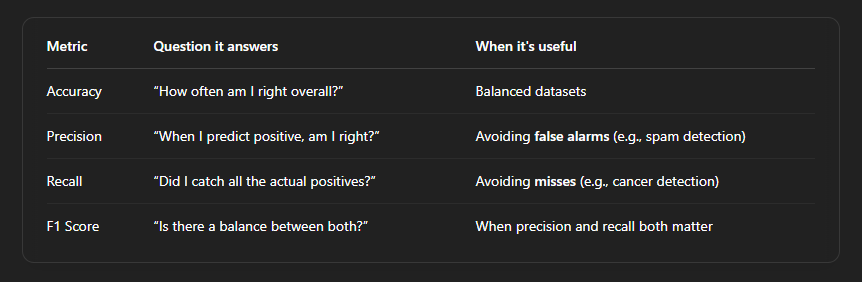 Metric Question it answers When it's useful
Accuracy “How often am I right overall?” Balanced datasets
Precision “When I predict positive, am I right?” Avoiding false alarms (e.g., spam detection)
Recall “Did I catch all the actual positives?” Avoiding misses (e.g., cancer detection)
F1 Score “Is there a balance between both?” When precision and recall both matter